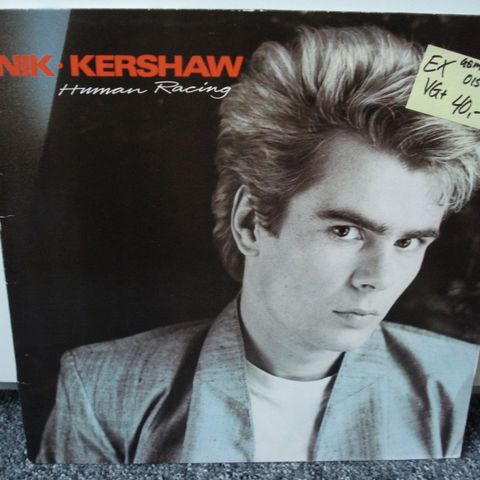 NIK · KERSHAW
Human Racing
EX
VG+ 40,-